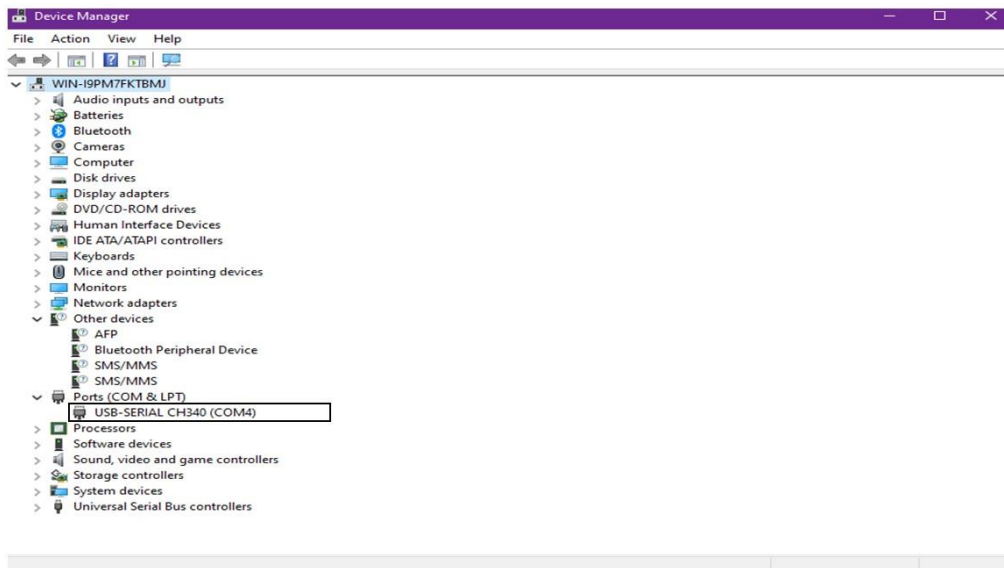 Device Manager
File Action View Help
WIN-I9PM7FKTBMJ
Audio inputs and outputs
Batteries
Bluetooth
Cameras
Computer
Disk drives
Display adapters
DVD/CD-ROM drives
Human Interface Devices
IDE ATA/ATAPI controllers
Keyboards
Mice and other pointing devices
Monitors
Network adapters
Other devices
AFP
Bluetooth Peripheral Device
SMS/MMS
SMS/MMS
Ports (COM & LPT)
USB-SERIAL CH340 (COM4)
Processors
Software devices
Sound, video and game controllers
Storage controllers
System devices
Universal Serial Bus controllers